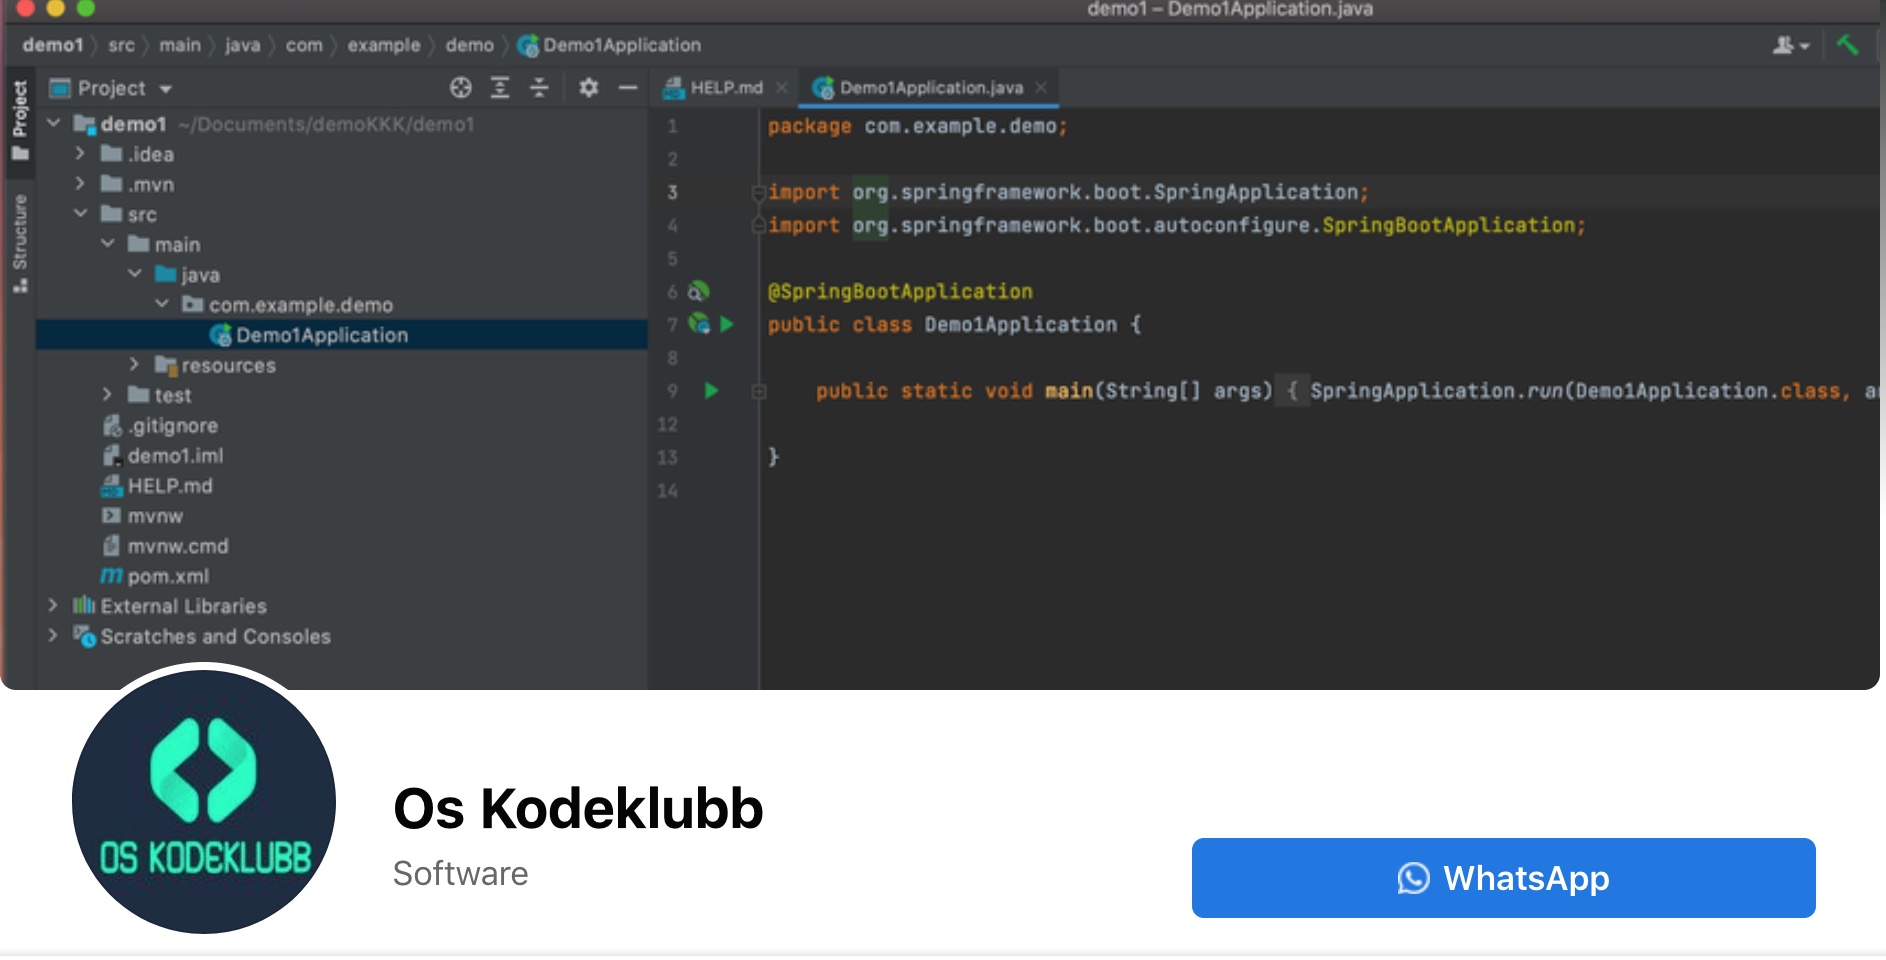 demo1 – Demo1Application.java
demo1 src main java com example demo Demo1Application
Project
Structure
Project
demo1 ~/Documents/demoKKK/demo1
.idea
.mvn
src
main
java
com.example.demo
Demo1Application
resources
test
.gitignore
demo1.iml
HELP.md
mvnw
mvnw.cmd
pom.xml
External Libraries
Scratches and Consoles
HELP.md Demo1Application.java
1 package com.example.demo;
2
3 import org.springframework.boot.SpringApplication;
4 import org.springframework.boot.autoconfigure.SpringBootApplication;
5
6 @SpringBootApplication
7 public class Demo1Application {
8
9 public static void main(String[] args) { SpringApplication.run(Demo1Application.class,
12
13 }
14
OS KODEKLUBB
Os Kodeklubb
Software
WhatsApp